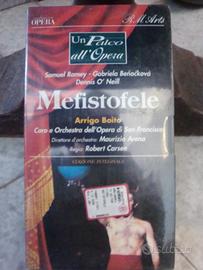 OPERA
RM Arts
Un Palco
all'Opera
Samuel Ramey - Gabriela Beňačková
Dennis O'Neill
Mefistofele
Arrigo Boito
Coro e Orchestra dell'Opera di San Francisco
Direttore d'orchestra: Maurizio Arena
Regia: Robert Carsen
EDIZIONE INTEGRALE